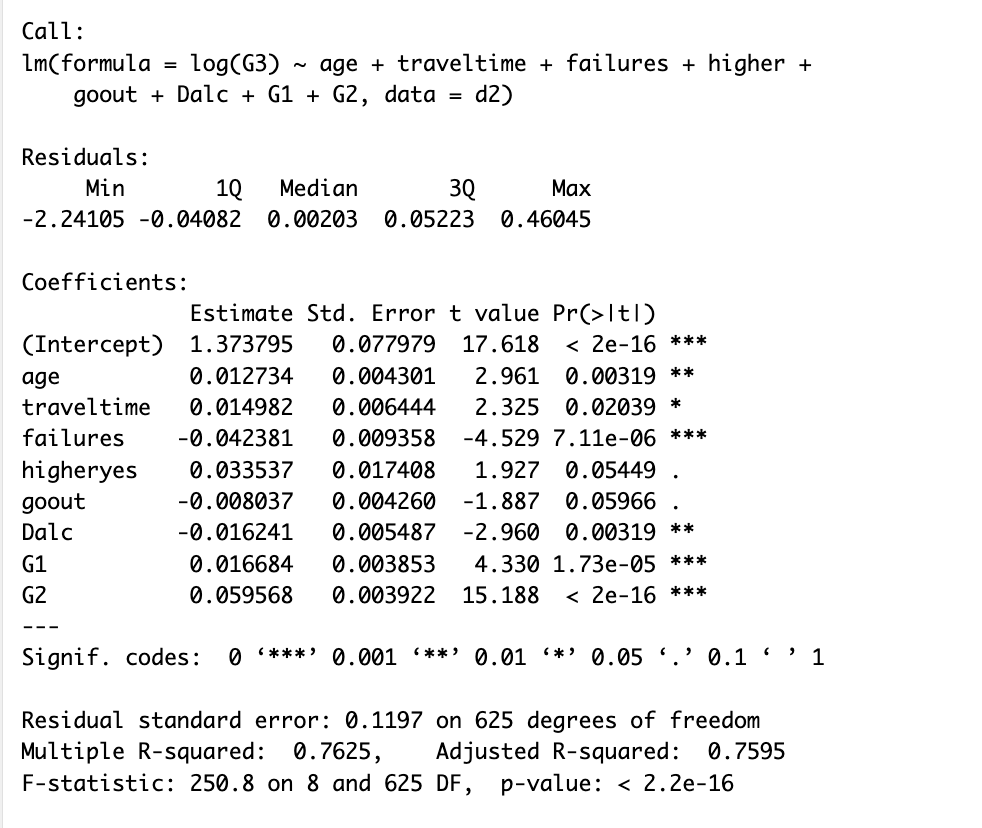 Call:
lm(formula = log(G3) ~ age + traveltime + failures + higher +
    goout + Dalc + G1 + G2, data = d2)

Residuals:
     Min       1Q   Median       3Q      Max
-2.24105 -0.04082  0.00203  0.05223  0.46045

Coefficients:
             Estimate Std. Error t value Pr(>|t|)
(Intercept)  1.373795   0.077979  17.618  < 2e-16 ***
age          0.012734   0.004301   2.961  0.00319 **
traveltime   0.014982   0.006444   2.325  0.02039 *
failures    -0.042381   0.009358  -4.529 7.11e-06 ***
higheryes    0.033537   0.017408   1.927  0.05449 .
goout       -0.008037   0.004260  -1.887  0.05966 .
Dalc        -0.016241   0.005487  -2.960  0.00319 **
G1           0.016684   0.003853   4.330 1.73e-05 ***
G2           0.059568   0.003922  15.188  < 2e-16 ***
---
Signif. codes:  0 ‘***’ 0.001 ‘**’ 0.01 ‘*’ 0.05 ‘.’ 0.1 ‘ ’ 1

Residual standard error: 0.1197 on 625 degrees of freedom
Multiple R-squared:  0.7625,    Adjusted R-squared:  0.7595
F-statistic: 250.8 on 8 and 625 DF,  p-value: < 2.2e-16